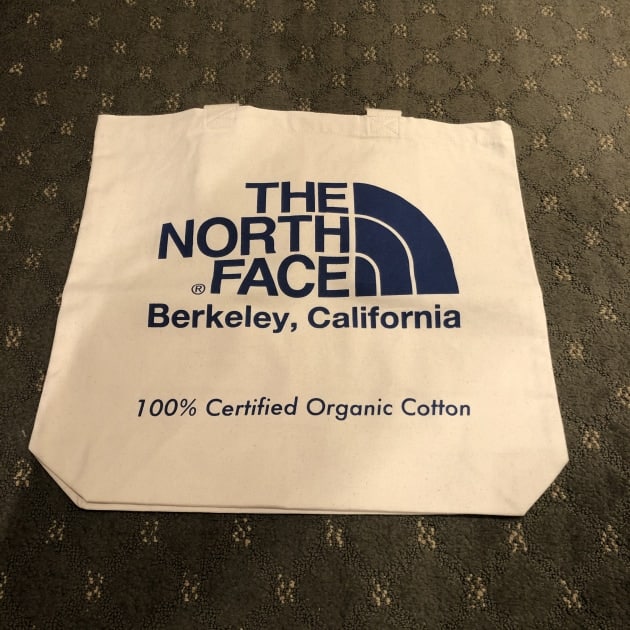 THE
NORTH
® FACE
Berkeley, California
100% Certified Organic Cotton